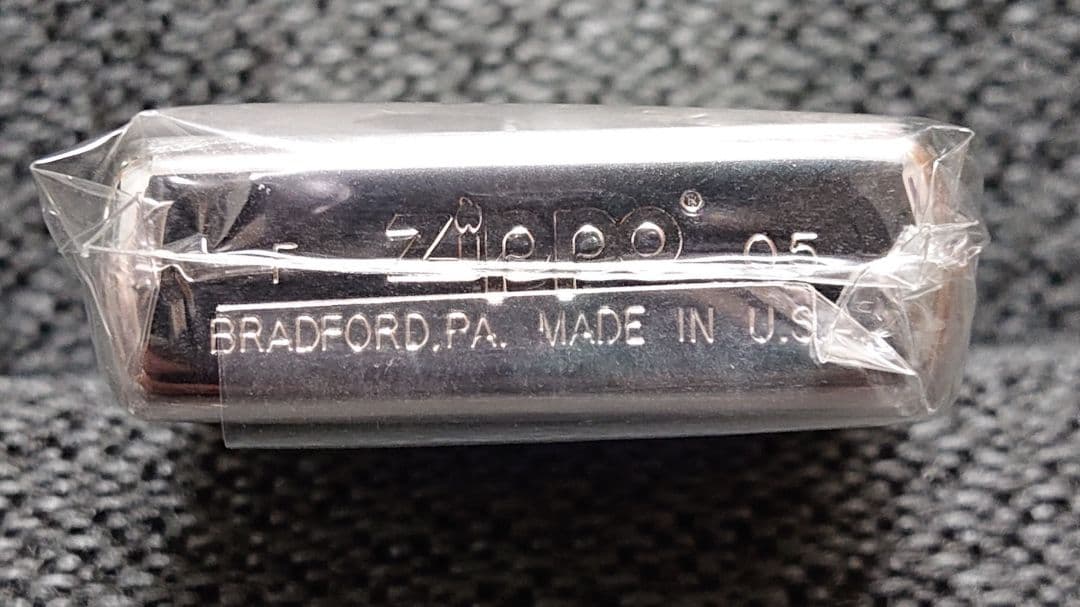 F Zippo ® 05
BRADFORD, PA. MADE IN U.S